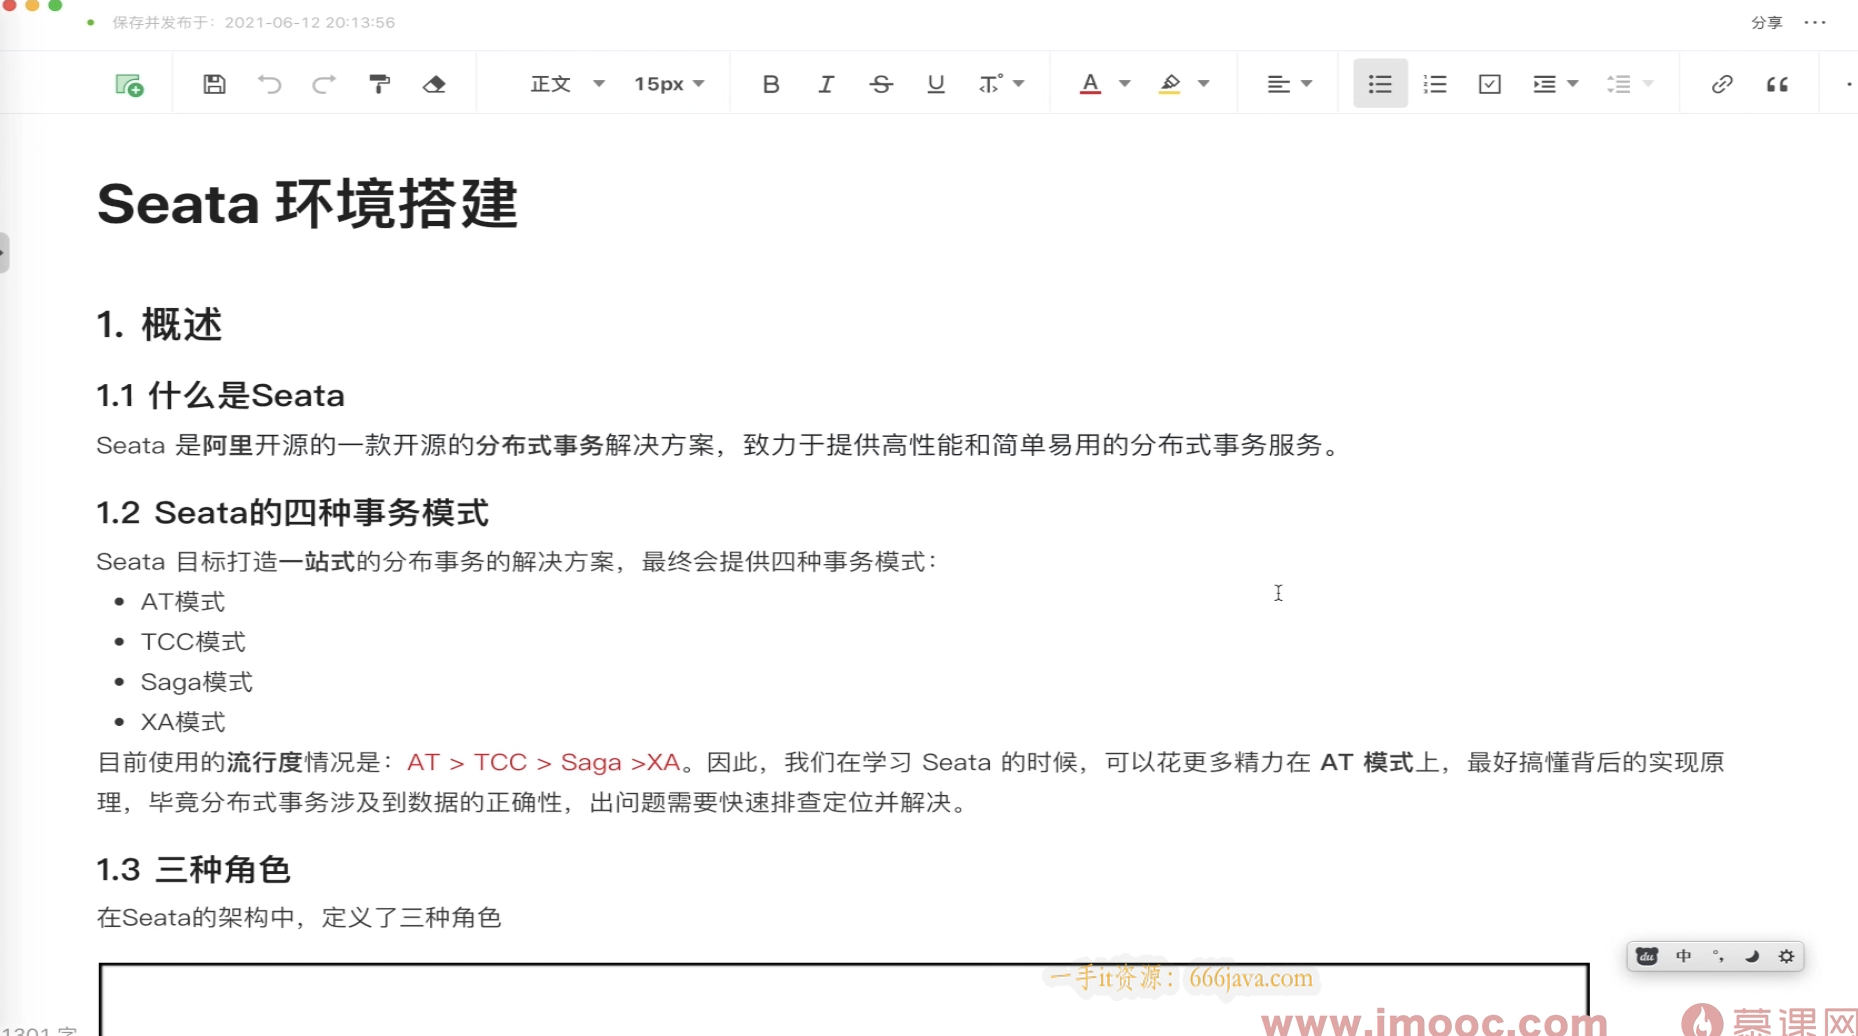 保存并发布于：2021-06-12 20:13:56
分享
正文
15px
Seata 环境搭建
1. 概述
1.1 什么是Seata
Seata 是阿里开源的一款开源的分布式事务解决方案，致力于提供高性能和简单易用的分布式事务服务。
1.2 Seata的四种事务模式
Seata 目标打造一站式的分布事务的解决方案，最终会提供四种事务模式：
• AT模式
• TCC模式
• Saga模式
• XA模式
目前使用的流行度情况是：AT > TCC > Saga >XA。因此，我们在学习 Seata 的时候，可以花更多精力在 AT 模式上，最好搞懂背后的实现原
理，毕竟分布式事务涉及到数据的正确性，出问题需要快速排查定位并解决。
1.3 三种角色
在Seata的架构中，定义了三种角色
du 中 °,
一手it资源：666java.com
www.imooc.com 慕课网
1301 字